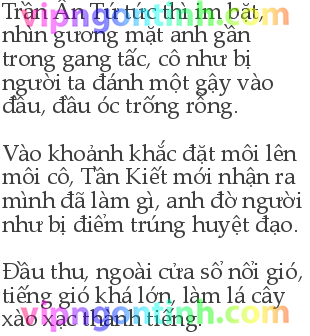 Trần Ân Tứ tức thì im bặt,
nhìn gương mặt anh gần
trong gang tấc, cô như bị
người ta đánh một gậy vào
đầu, đầu óc trống rỗng.
vipngontinh.com
Vào khoảnh khắc đặt môi lên
môi cô, Tần Kiết mới nhận ra
mình đã làm gì, anh đờ người
như bị điểm trúng huyệt đạo.
Đầu thu, ngoài cửa sổ nổi gió,
tiếng gió khá lớn, làm lá cây
xào xạc thành tiếng.
vipngontinh.com